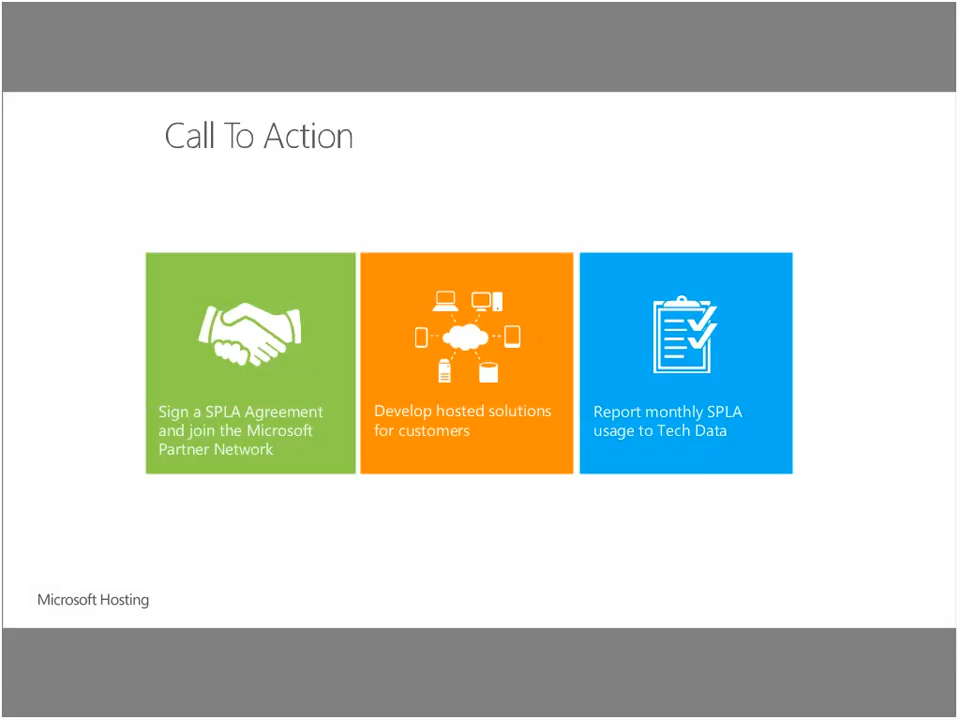 Call To Action
Sign a SPLA Agreement
and join the Microsoft
Partner Network
Develop hosted solutions
for customers
Report monthly SPLA
usage to Tech Data
Microsoft Hosting